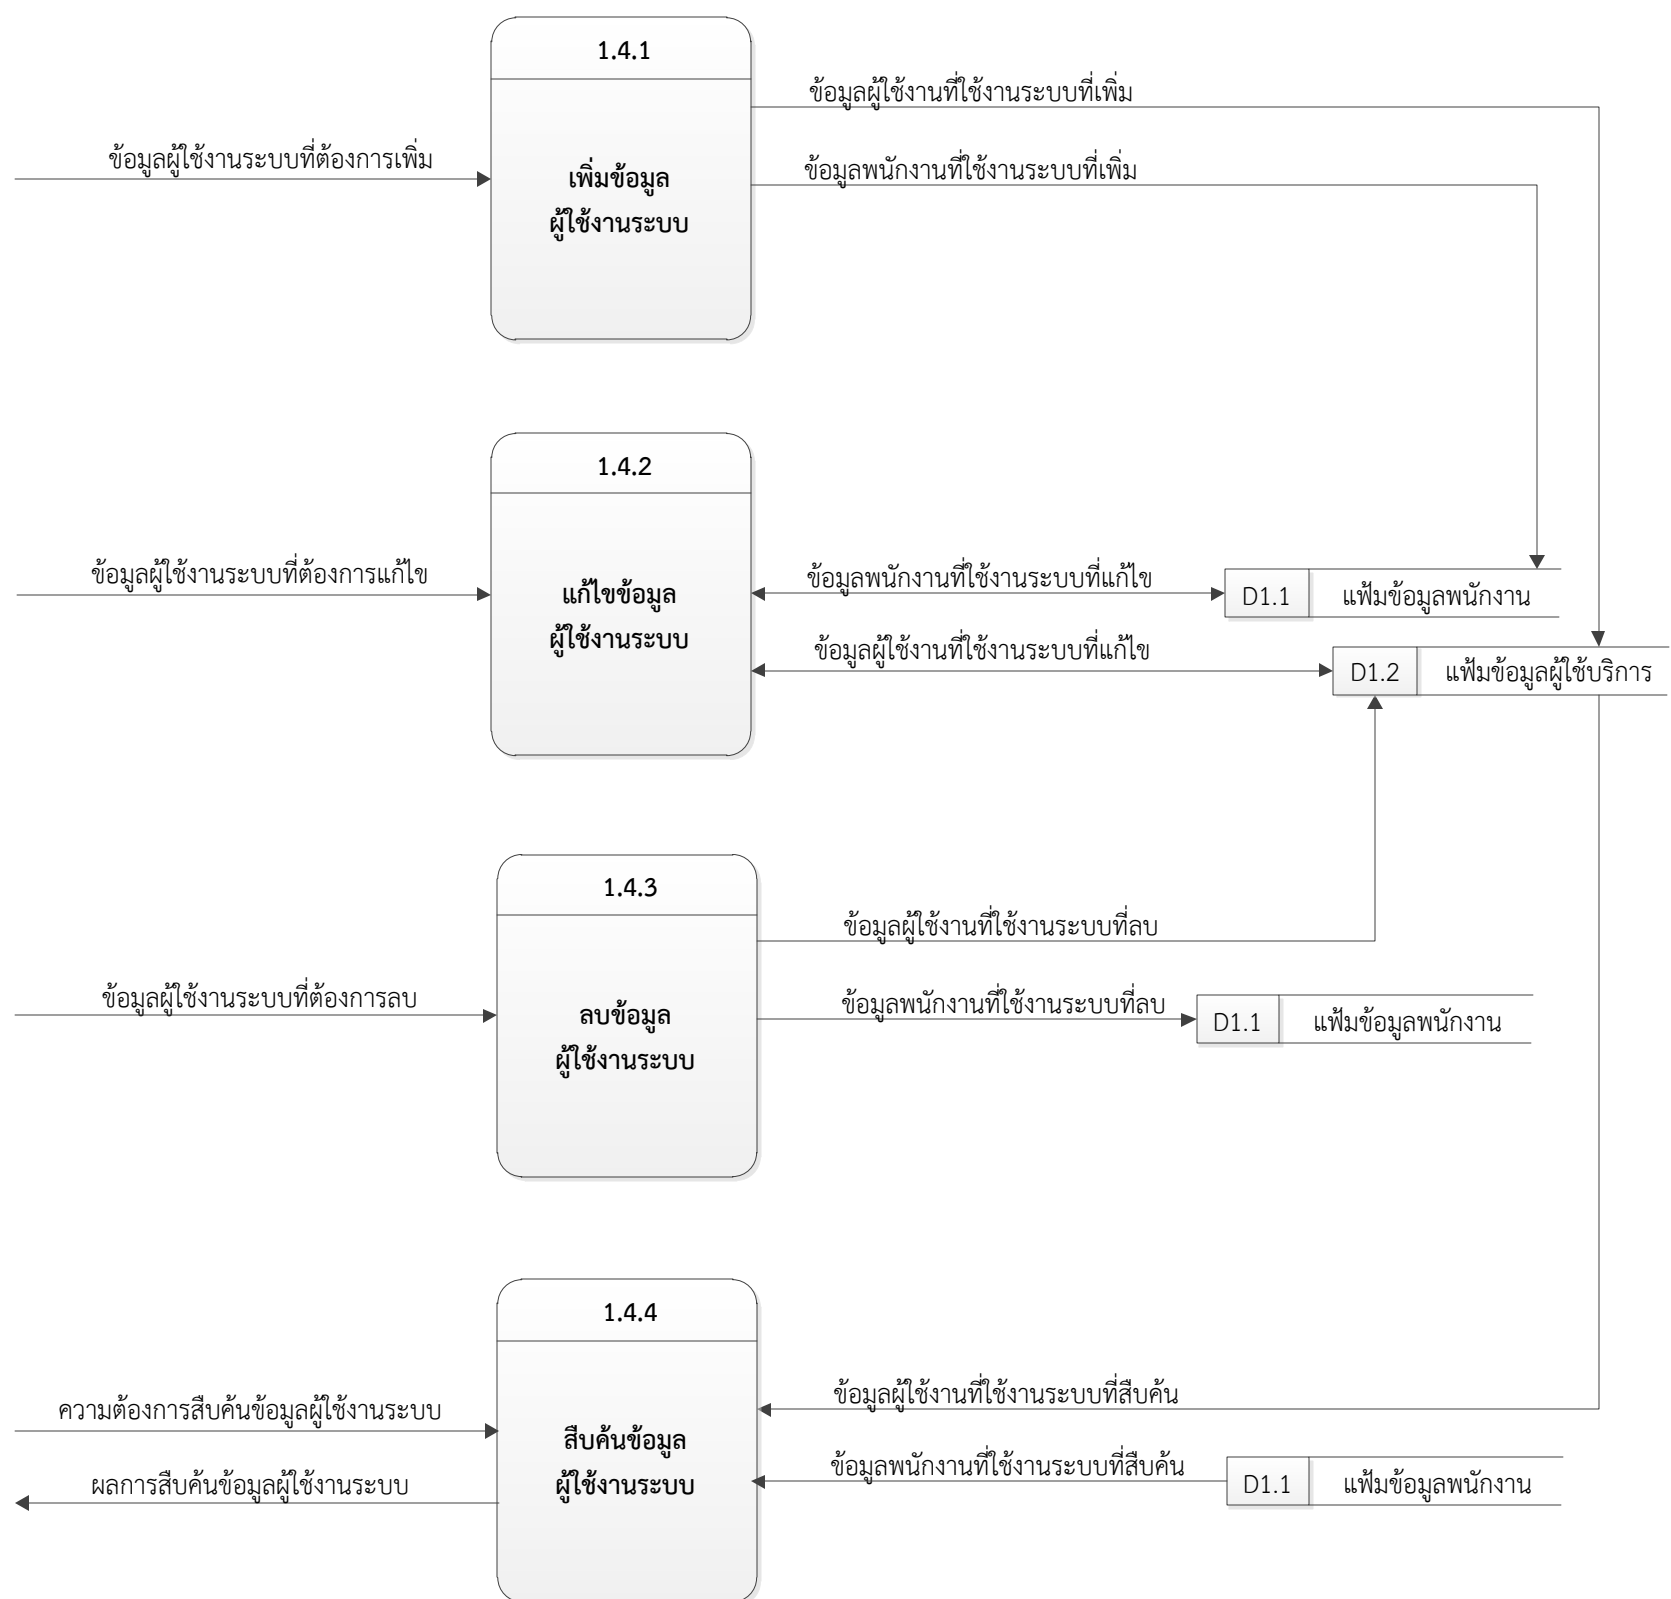 1.4.1
ข้อมูลผู้ใช้งานที่ใช้งานระบบที่เพิ่ม
ข้อมูลผู้ใช้งานระบบที่ต้องการเพิ่ม
ข้อมูลพนักงานที่ใช้งานระบบที่เพิ่ม
เพิ่มข้อมูล
ผู้ใช้งานระบบ
1.4.2
ข้อมูลผู้ใช้งานระบบที่ต้องการแก้ไข
แก้ไขข้อมูล
ผู้ใช้งานระบบ
ข้อมูลพนักงานที่ใช้งานระบบที่แก้ไข
D1.1 แฟ้มข้อมูลพนักงาน
ข้อมูลผู้ใช้งานที่ใช้งานระบบที่แก้ไข
D1.2 แฟ้มข้อมูลผู้ใช้บริการ
1.4.3
ข้อมูลผู้ใช้งานที่ใช้งานระบบที่ลบ
ข้อมูลผู้ใช้งานระบบที่ต้องการลบ
ลบข้อมูล
ผู้ใช้งานระบบ
ข้อมูลพนักงานที่ใช้งานระบบที่ลบ
D1.1 แฟ้มข้อมูลพนักงาน
1.4.4
ความต้องการสืบค้นข้อมูลผู้ใช้งานระบบ
ข้อมูลผู้ใช้งานที่ใช้งานระบบที่สืบค้น
สืบค้นข้อมูล
ผู้ใช้งานระบบ
ผลการสืบค้นข้อมูลผู้ใช้งานระบบ
ข้อมูลพนักงานที่ใช้งานระบบที่สืบค้น
D1.1 แฟ้มข้อมูลพนักงาน